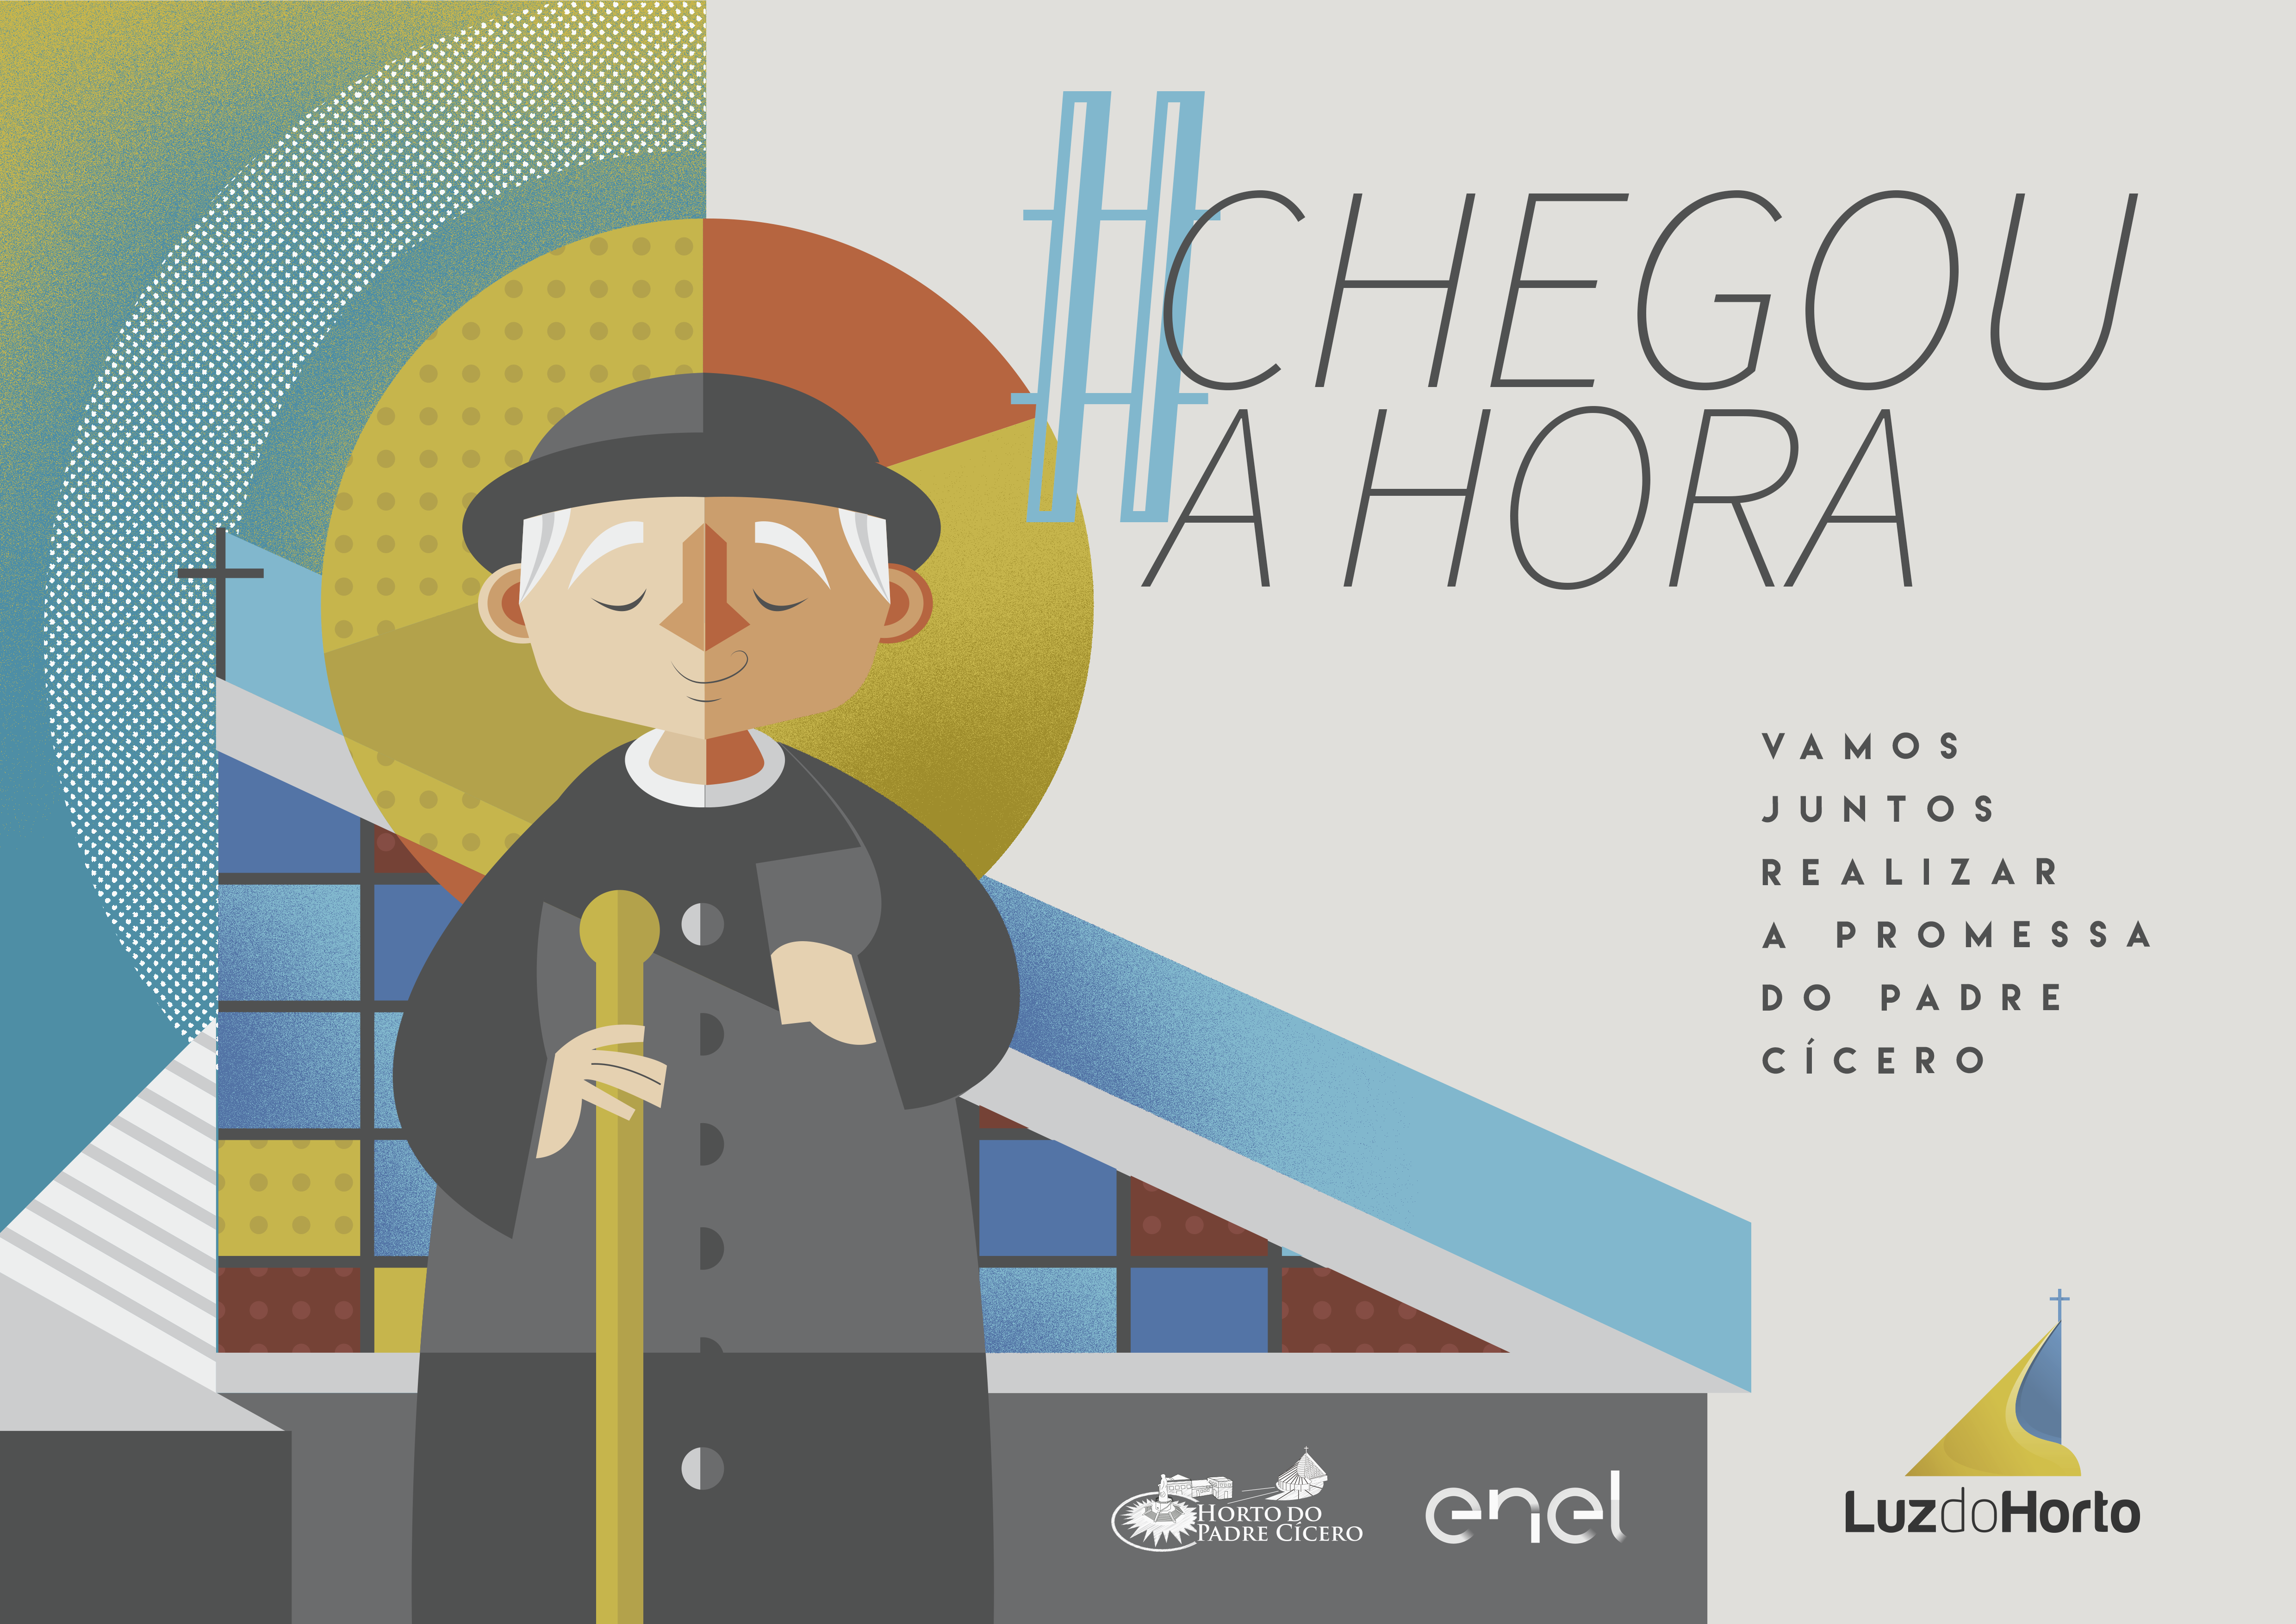 #CHEGOU
A HORA
VAMOS
JUNTOS
REALIZAR
A PROMESSA
DO PADRE
CÍCERO
HORTO DO
PADRE CÍCERO
enel
LuzdoHorto